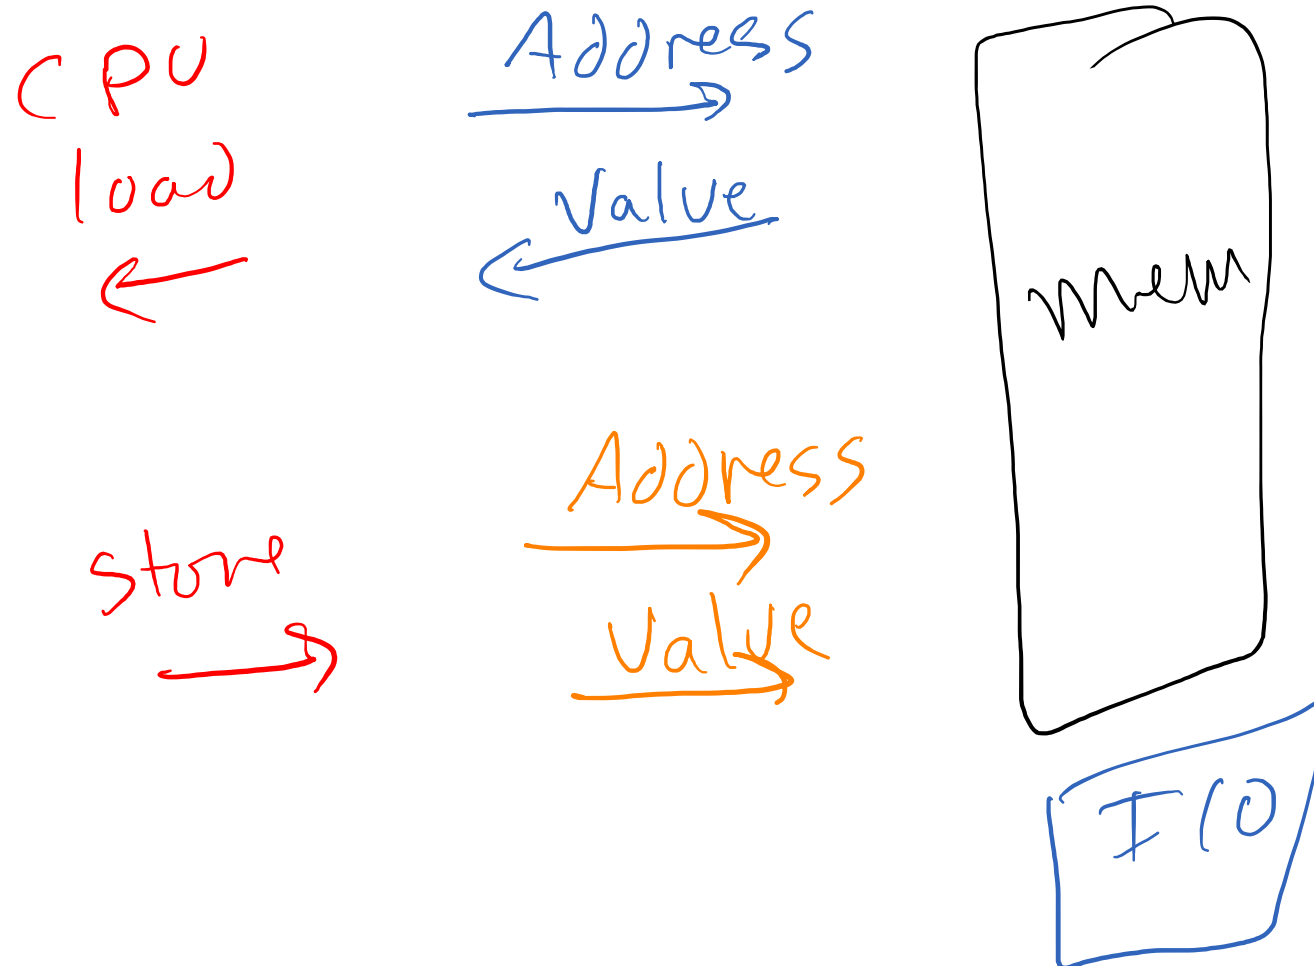 CPU
Address
load
Value
mem
Address
store
Value
I/O